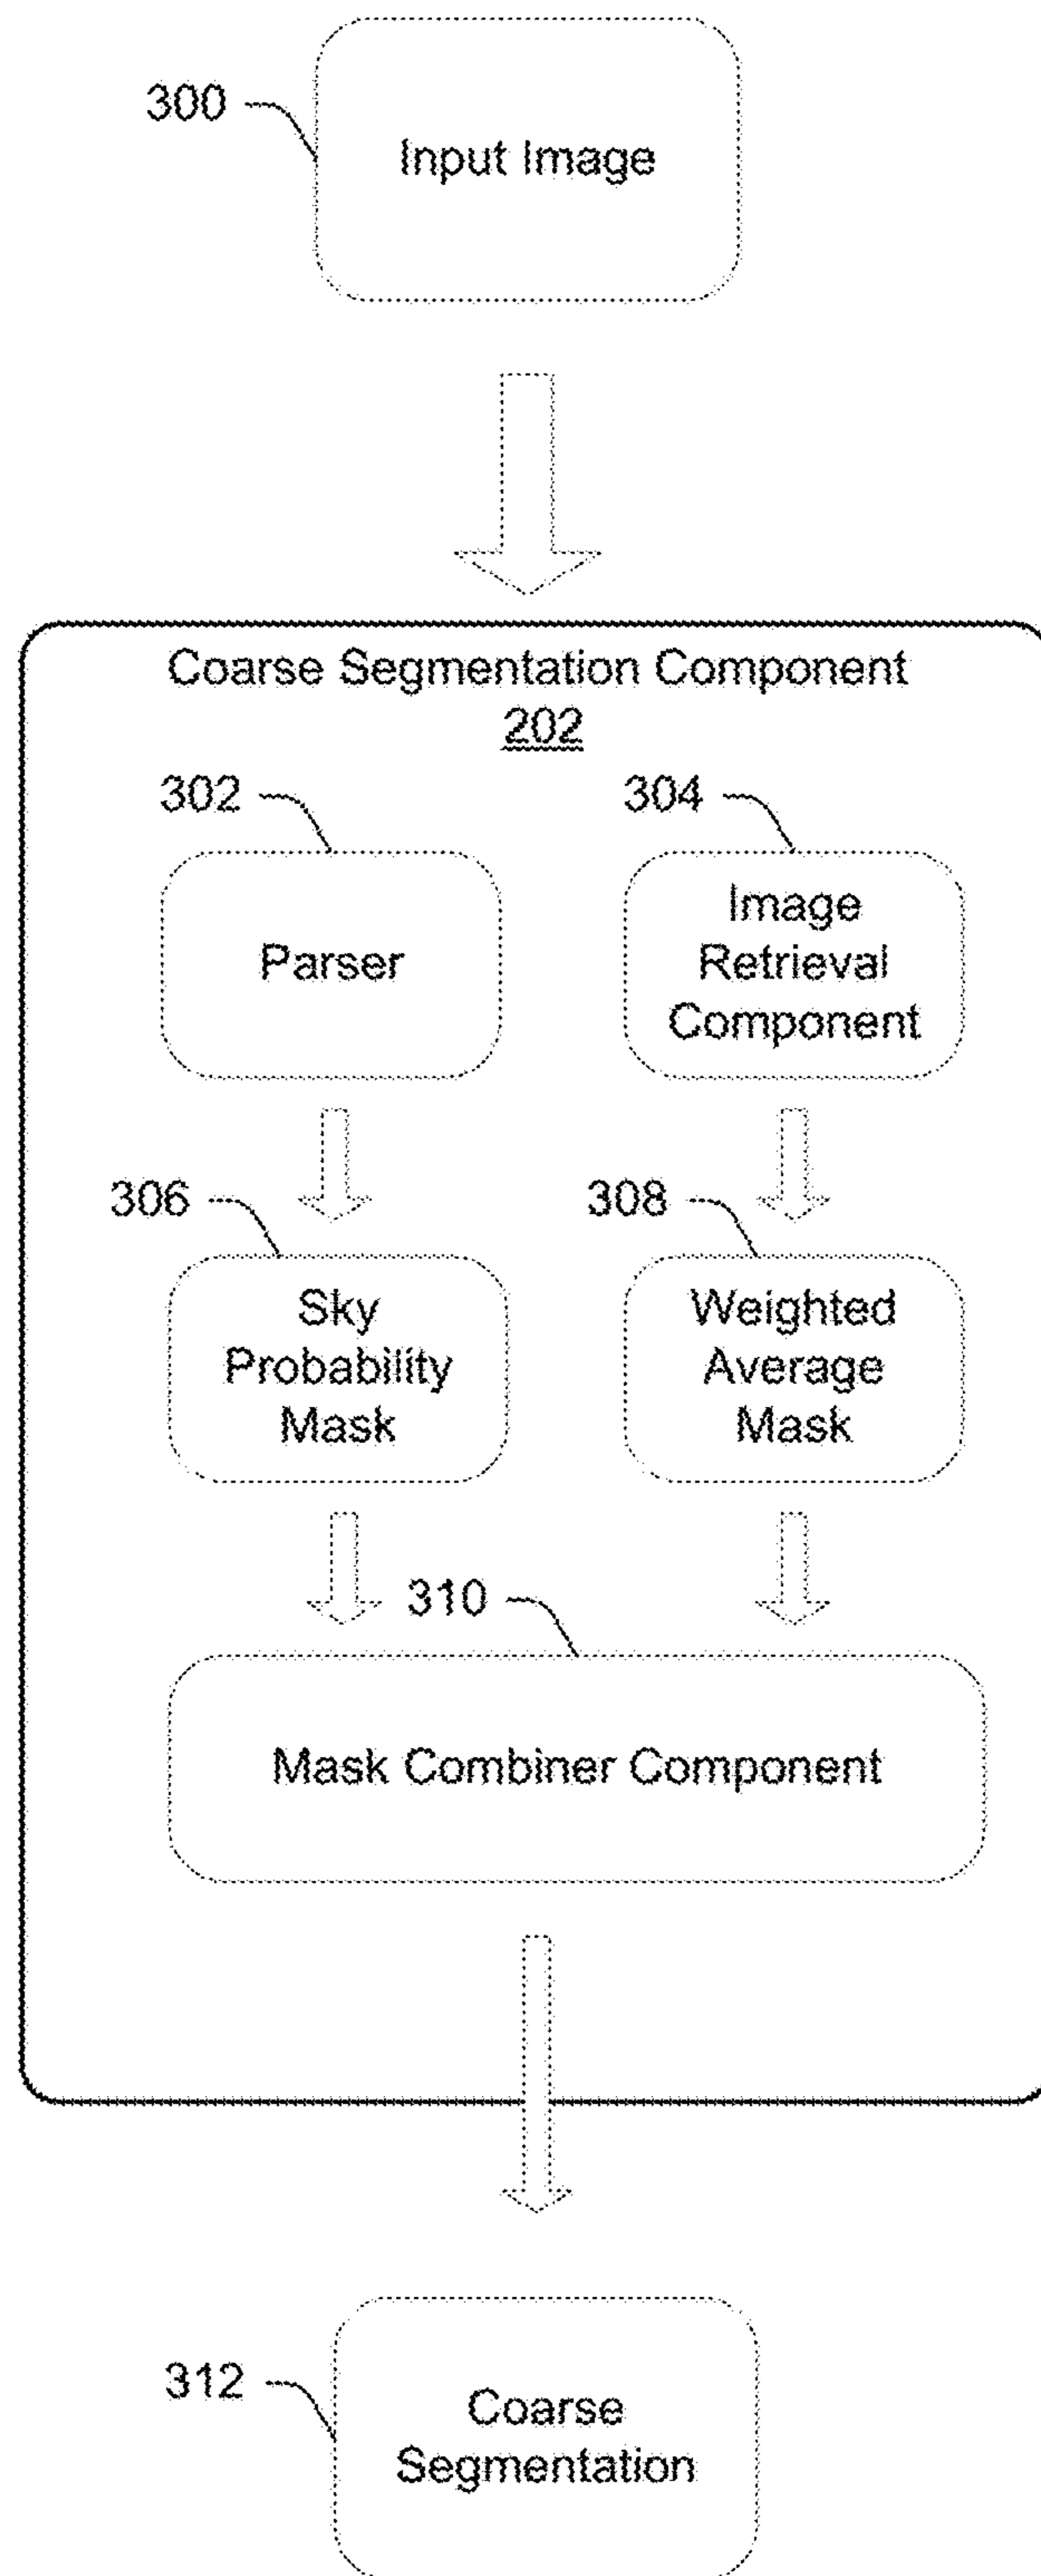 300
Input Image
Coarse Segmentation Component
202
302
304
Parser
Image
Retrieval
Component
306
308
Sky
Probability
Mask
Weighted
Average
Mask
310
Mask Combiner Component
312
Coarse
Segmentation